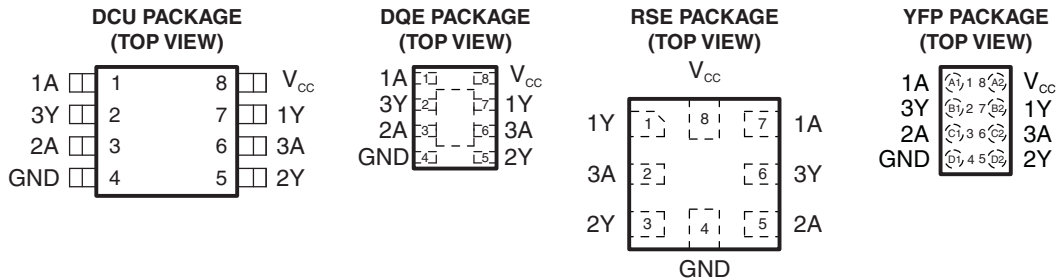 DCU PACKAGE
(TOP VIEW)
1A 1 8 VCC
3Y 2 7 1Y
2A 3 6 3A
GND 4 5 2Y
DQE PACKAGE
(TOP VIEW)
1A 1 8 VCC
3Y 2 7 1Y
2A 3 6 3A
GND 4 5 2Y
RSE PACKAGE
(TOP VIEW)
VCC
1Y 1 8 7 1A
3A 2 6 3Y
2Y 3 4 5 2A
GND
YFP PACKAGE
(TOP VIEW)
1A A1 1 8 A2 VCC
3Y B1 2 7 B2 1Y
2A C1 3 6 C2 3A
GND D1 4 5 D2 2Y